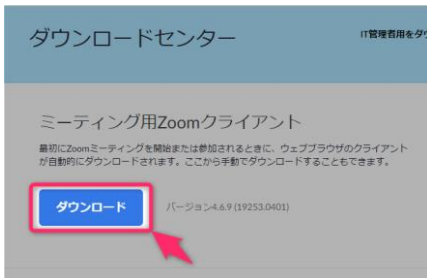 ダウンロードセンター
IT管理者用をダウ
ミーティング用Zoomクライアント
最初にZoomミーティングを開始または参加されるときに、ウェブブラウザのクライアント
が自動的にダウンロードされます。ここから手動でダウンロードすることもできます。
ダウンロード
バージョン4.6.9 (19253.0401)